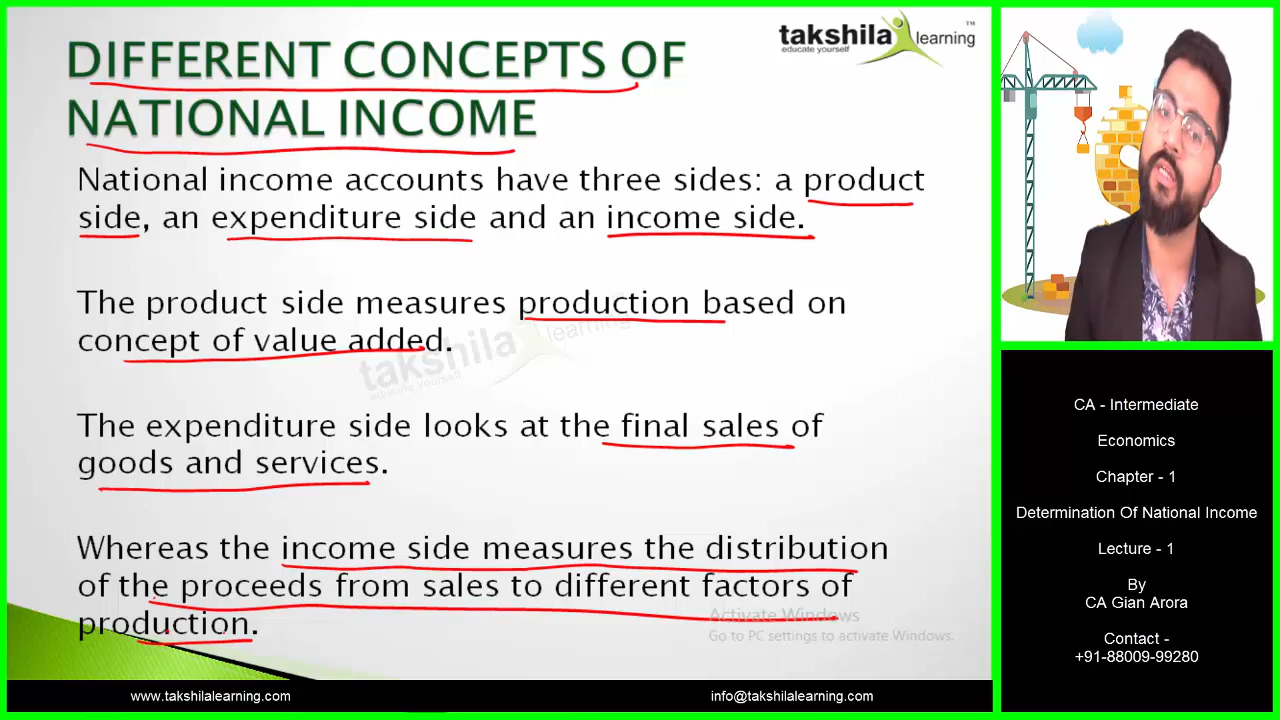 DIFFERENT CONCEPTS OF
NATIONAL INCOME
takshila learning
TM
educate yourself
National income accounts have three sides: a product
side, an expenditure side and an income side.
The product side measures production based on
concept of value added.
takshila learning
educate yourself
The expenditure side looks at the final sales of
goods and services.
Whereas the income side measures the distribution
of the proceeds from sales to different factors of
production.
Activate Windows
Go to PC settings to activate Windows.
www.takshilalearning.com
info@takshilalearning.com
CA - Intermediate
Economics
Chapter - 1
Determination Of National Income
Lecture - 1
By
CA Gian Arora
Contact -
+91-88009-99280